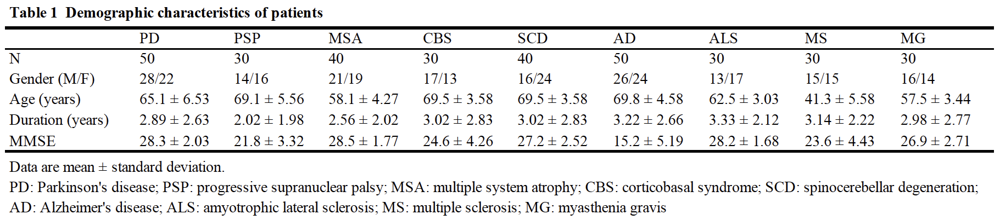 Table 1  Demographic characteristics of patients
PD PSP MSA CBS SCD AD ALS MS MG
N 50 30 40 30 40 50 30 30 30
Gender (M/F) 28/22 14/16 21/19 17/13 16/24 26/24 13/17 15/15 16/14
Age (years) 65.1 ± 6.53 69.1 ± 5.56 58.1 ± 4.27 69.5 ± 3.58 69.5 ± 3.58 69.8 ± 4.58 62.5 ± 3.03 41.3 ± 5.58 57.5 ± 3.44
Duration (years) 2.89 ± 2.63 2.02 ± 1.98 2.56 ± 2.02 3.02 ± 2.83 3.02 ± 2.83 3.22 ± 2.66 3.33 ± 2.12 3.14 ± 2.22 2.98 ± 2.77
MMSE 28.3 ± 2.03 21.8 ± 3.32 28.5 ± 1.77 24.6 ± 4.26 27.2 ± 2.52 15.2 ± 5.19 28.2 ± 1.68 23.6 ± 4.43 26.9 ± 2.71
Data are mean ± standard deviation.
PD: Parkinson's disease; PSP: progressive supranuclear palsy; MSA: multiple system atrophy; CBS: corticobasal syndrome; SCD: spinocerebellar degeneration;
AD: Alzheimer's disease; ALS: amyotrophic lateral sclerosis; MS: multiple sclerosis; MG: myasthenia gravis